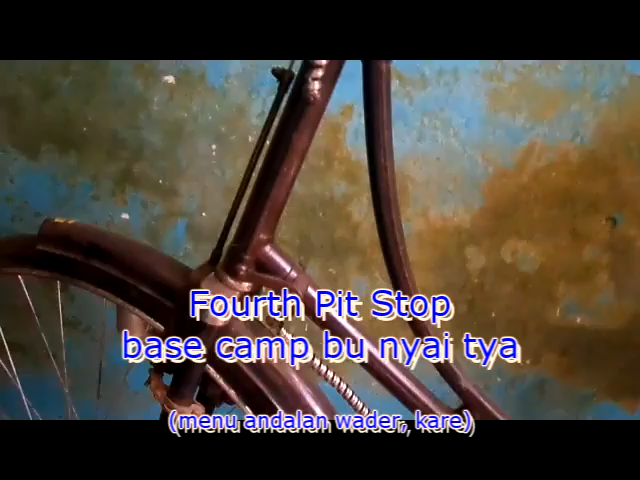 Fourth Pit Stop
base camp bu nyai tya
(menu andalan wader, kare)